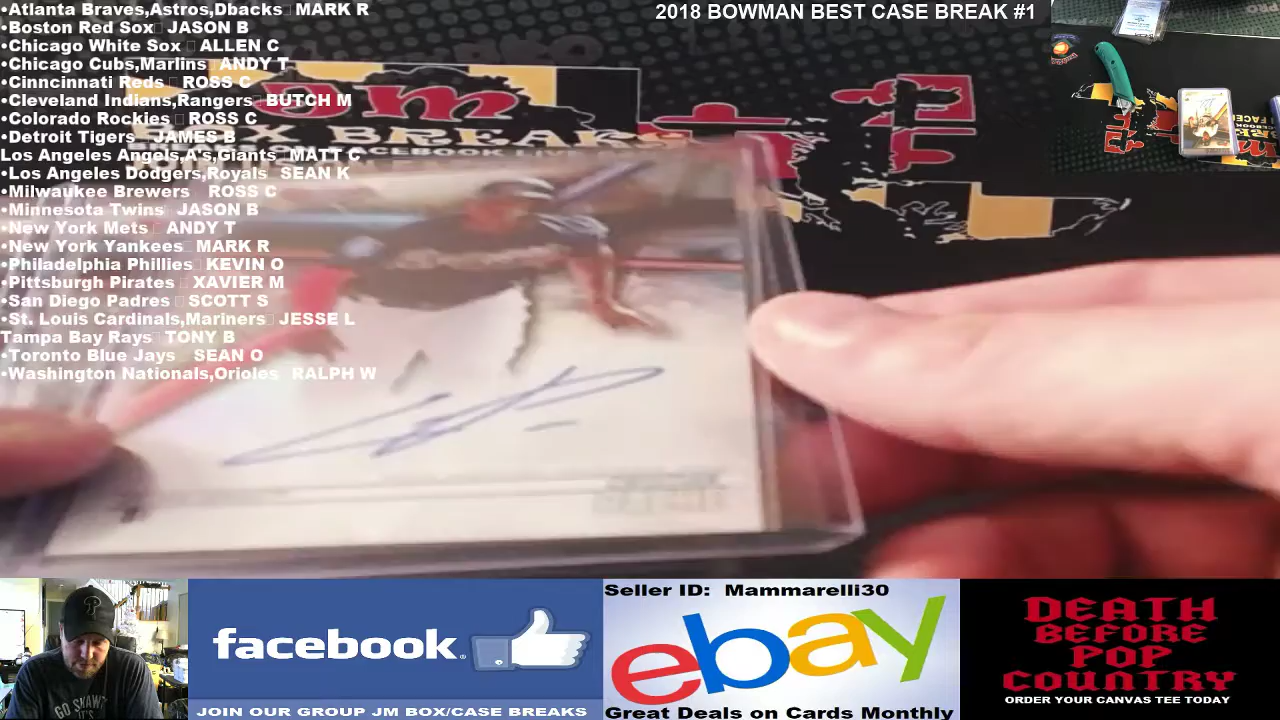 •Atlanta Braves,Astros,Dbacks MARK R
•Boston Red Sox JASON B
•Chicago White Sox ALLEN C
•Chicago Cubs,Marlins ANDY T
•Cinncinnati Reds ROSS C
•Cleveland Indians,Rangers BUTCH M
•Colorado Rockies ROSS C
•Detroit Tigers JAMES B
Los Angeles Angels,A's,Giants MATT C
•Los Angeles Dodgers,Royals SEAN K
•Milwaukee Brewers ROSS C
•Minnesota Twins JASON B
•New York Mets ANDY T
•New York Yankees MARK R
•Philadelphia Phillies KEVIN O
•Pittsburgh Pirates XAVIER M
•San Diego Padres SCOTT S
•St. Louis Cardinals,Mariners JESSE L
Tampa Bay Rays TONY B
•Toronto Blue Jays SEAN O
•Washington Nationals,Orioles RALPH W
2018 BOWMAN BEST CASE BREAK #1
BREAKS
FACEBOOK LIVE
facebook
JOIN OUR GROUP JM BOX/CASE BREAKS
Seller ID: Mammarelli30
ebay
Great Deals on Cards Monthly
DEATH
BEFORE
POP
COUNTRY
ORDER YOUR CANVAS TEE TODAY